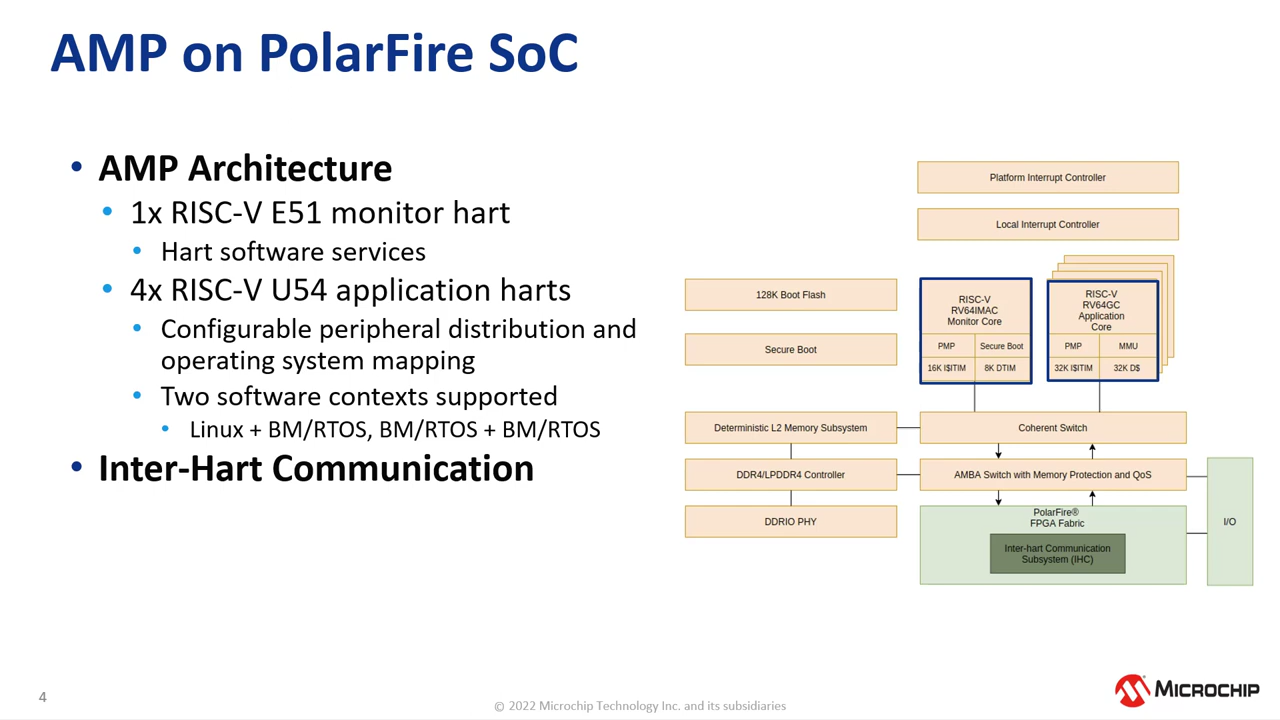 AMP on PolarFire SoC
• AMP Architecture
• 1x RISC-V E51 monitor hart
• Hart software services
• 4x RISC-V U54 application harts
• Configurable peripheral distribution and
operating system mapping
• Two software contexts supported
• Linux + BM/RTOS, BM/RTOS + BM/RTOS
• Inter-Hart Communication
Platform Interrupt Controller
Local Interrupt Controller
128K Boot Flash
Secure Boot
RISC-V
RV64IMAC
Monitor Core
PMP
Secure Boot
16K I$ITIM
8K DTIM
RISC-V
RV64GC
Application
Core
PMP
MMU
32K I$ITIM
32K D$
Deterministic L2 Memory Subsystem
Coherent Switch
DDR4/LPDDR4 Controller
AMBA Switch with Memory Protection and QoS
DDRIO PHY
PolarFire®
FPGA Fabric
Inter-hart Communication
Subsystem (IHC)
I/O
4
© 2022 Microchip Technology Inc. and its subsidiaries
MICROCHIP